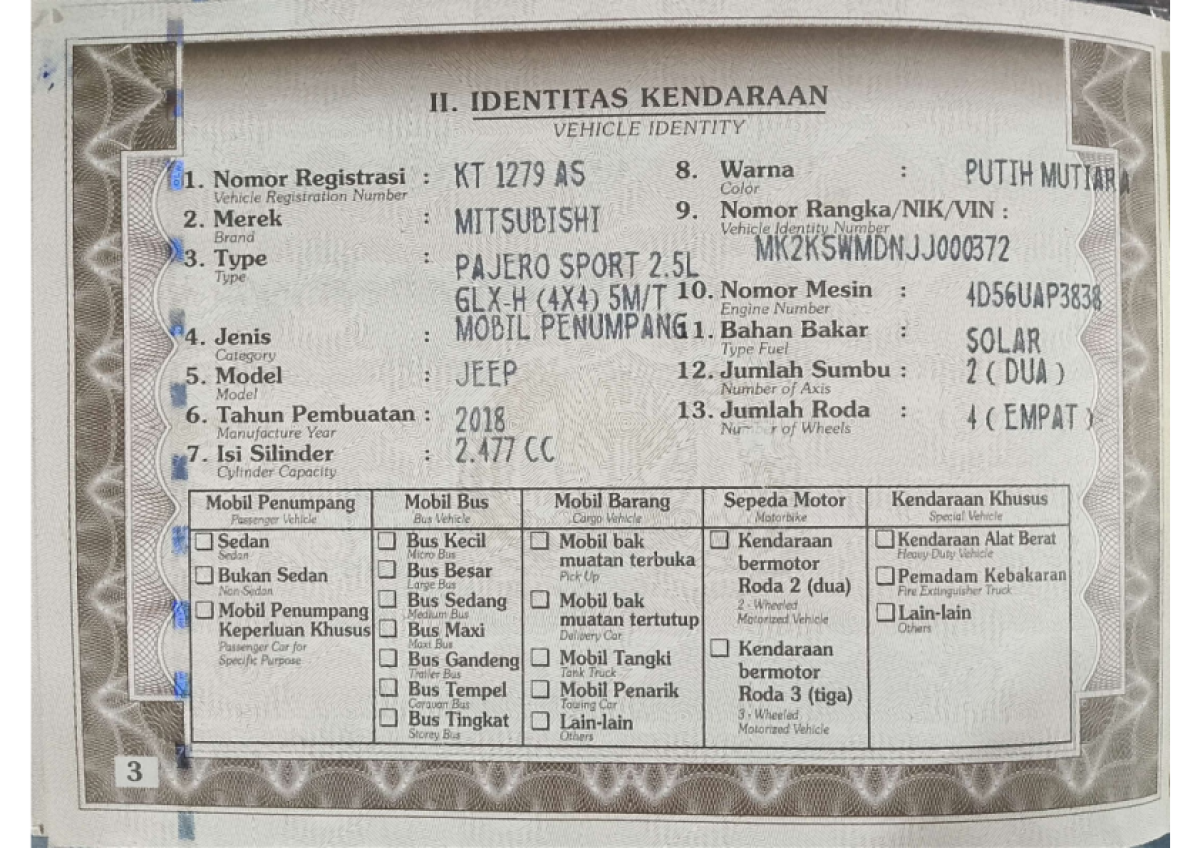 II. IDENTITAS KENDARAAN
VEHICLE IDENTITY
1. Nomor Registrasi : KT 1279 AS
Vehicle Registration Number
2. Merek : MITSUBISHI
Brand
3. Type : PAJERO SPORT 2.5L
Type
GLX-H (4X4) 5M/T
4. Jenis : MOBIL PENUMPANG
Category
5. Model : JEEP
Model
6. Tahun Pembuatan : 2018
Manufacture Year
7. Isi Silinder : 2.477 CC
Cylinder Capacity
8. Warna : PUTIH MUTIARA
Color
9. Nomor Rangka/NIK/VIN :
Vehicle Identity Number
MK2KSWMDNJJ000372
10. Nomor Mesin : 4D56UAP3838
Engine Number
11. Bahan Bakar : SOLAR
Type Fuel
12. Jumlah Sumbu : 2 ( DUA )
Number of Axis
13. Jumlah Roda : 4 ( EMPAT )
of Wheels
Mobil Penumpang
Passenger Vehicle
Sedan
Sedan
Bukan Sedan
Non-Sedan
Mobil Penumpang
Keperluan Khusus
Passenger Car for
Specific Purpose
Mobil Bus
Bus Vehicle
Bus Kecil
Micro Bus
Bus Besar
Large Bus
Bus Sedang
Medium Bus
Bus Maxi
Maxi Bus
Bus Gandeng
Trailer Bus
Bus Tempel
Caravan Bus
Bus Tingkat
Storey Bus
Mobil Barang
Cargo Vehicle
Mobil bak
muatan terbuka
Pick Up
Mobil bak
muatan tertutup
Delivery Car
Mobil Tangki
Tank Truck
Mobil Penarik
Towing Car
Lain-lain
Others
Sepeda Motor
Motorbike
Kendaraan
bermotor
Roda 2 (dua)
2 - Wheeled
Motorized Vehicle
Kendaraan
bermotor
Roda 3 (tiga)
3 - Wheeled
Motorized Vehicle
Kendaraan Khusus
Special Vehicle
Kendaraan Alat Berat
Heavy-Duty Vehicle
Pemadam Kebakaran
Fire Extinguisher Truck
Lain-lain
Others
3